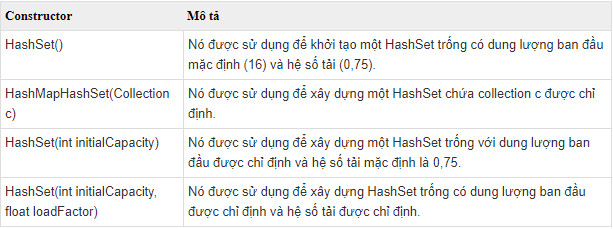 Constructor Mô tả
HashSet() Nó được sử dụng để khởi tạo một HashSet trống có dung lượng ban đầu
mặc định (16) và hệ số tải (0,75).
HashMapHashSet(Collection Nó được sử dụng để xây dựng một HashSet chứa collection c được chỉ
c) định.
HashSet(int initialCapacity) Nó được sử dụng để xây dựng một HashSet trống với dung lượng ban
đầu được chỉ định và hệ số tải mặc định là 0,75.
HashSet(int initialCapacity, Nó được sử dụng để xây dựng HashSet trống có dung lượng ban đầu
float loadFactor) được chỉ định và hệ số tải được chỉ định.